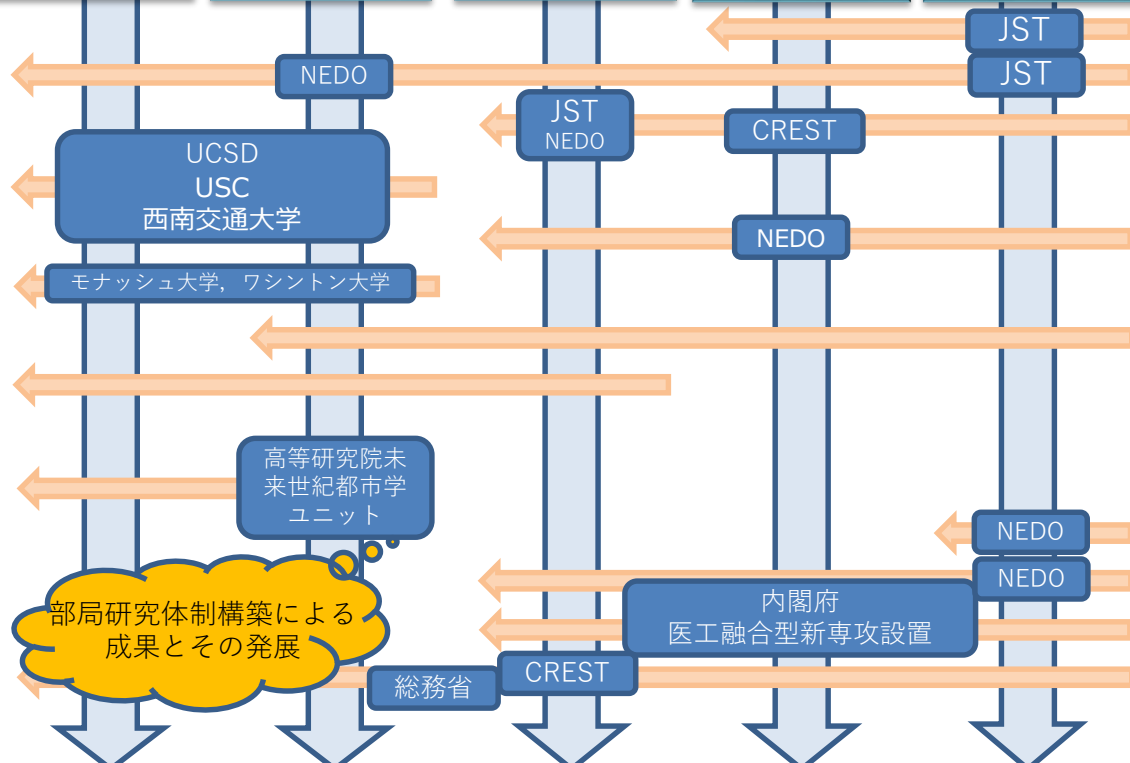 JST
NEDO
JST
JST
NEDO
CREST
UCSD
USC
西南交通大学
NEDO
モナッシュ大学，ワシントン大学
高等研究院未
来世紀都市学
ユニット
NEDO
NEDO
部局研究体制構築による
成果とその発展
内閣府
医工融合型新専攻設置
CREST
総務省